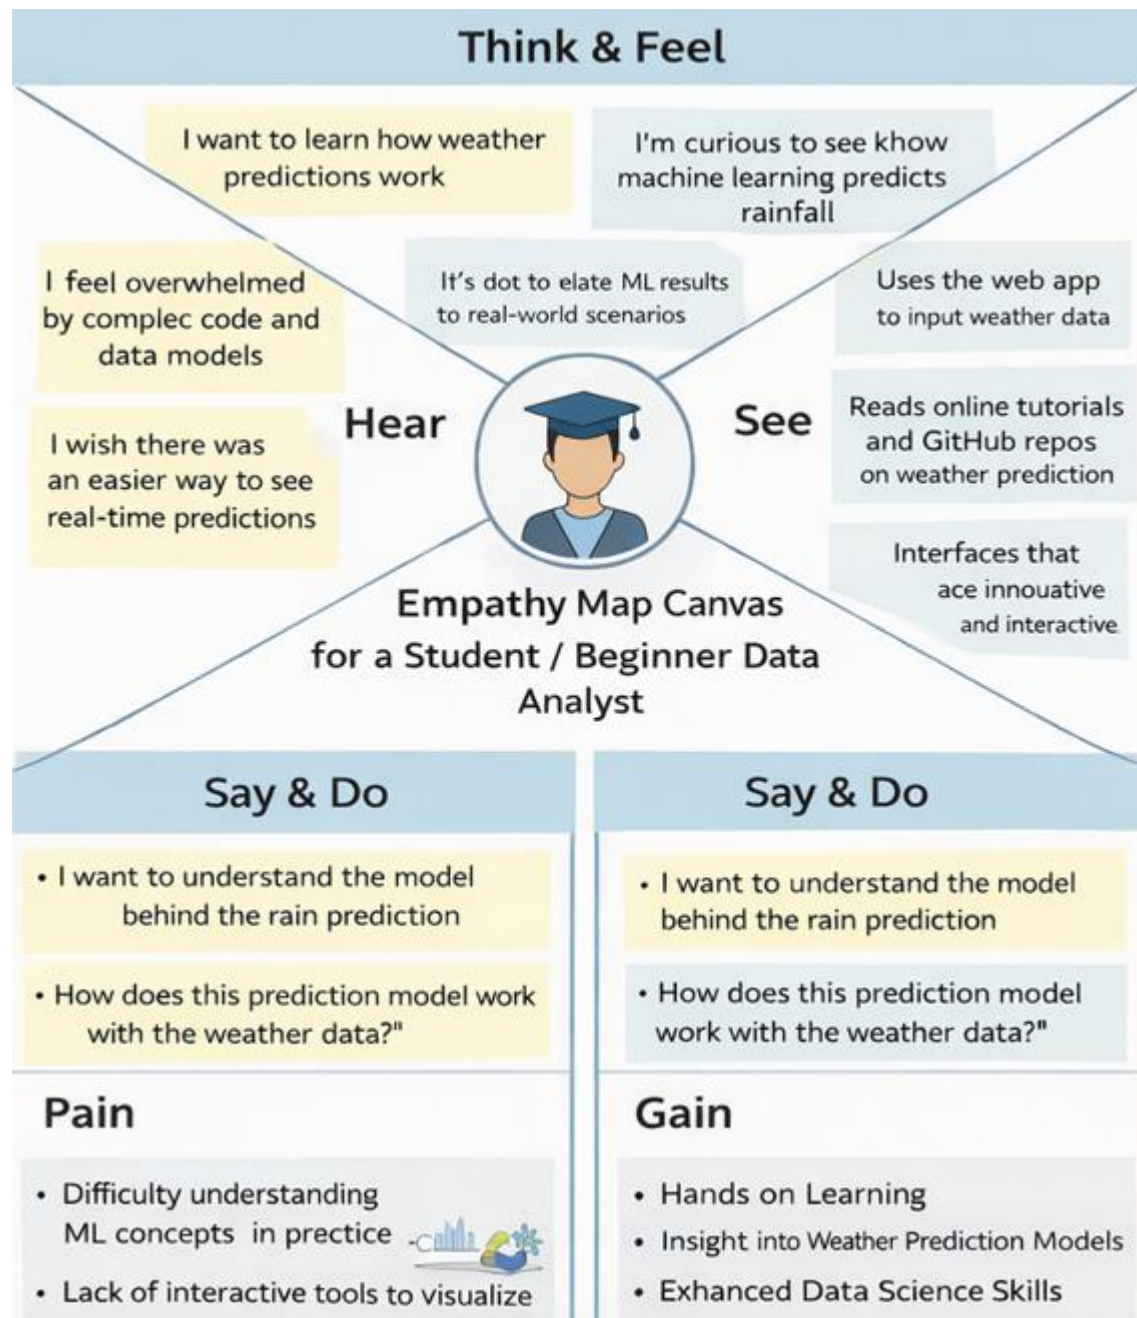 Think & Feel
I want to learn how weather
predictions work
I'm curious to see khow
machine learning predicts
rainfall
It's dot to elate ML results
to real-world scenarios
I feel overwhelmed
by complec code and
data models
I wish there was
an easier way to see
real-time predictions
Hear
See
Uses the web app
to input weather data
Reads online tutorials
and GitHub repos
on weather prediction
Interfaces that
ace innouative
and interactive
Empathy Map Canvas
for a Student / Beginner Data
Analyst
Say & Do
• I want to understand the model
behind the rain prediction
• How does this prediction model work
with the weather data?"
Pain
• Difficulty understanding
ML concepts in prectice
• Lack of interactive tools to visualize
Say & Do
• I want to understand the model
behind the rain prediction
• How does this prediction model
work with the weather data?"
Gain
• Hands on Learning
• Insight into Weather Prediction Models
• Exhanced Data Science Skills